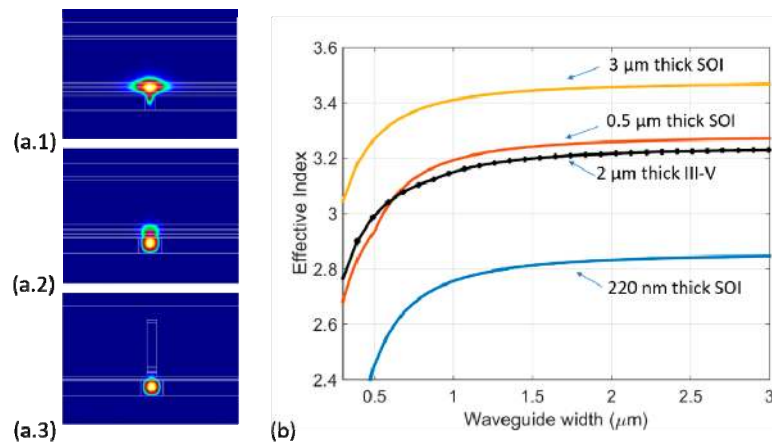 (a.1)
(a.2)
(a.3)
(b)
Effective Index
3.6
3.4
3.2
3
2.8
2.6
2.4
3 μm thick SOI
0.5 μm thick SOI
2 μm thick III-V
220 nm thick SOI
0.5
1
1.5
2
2.5
3
Waveguide width (μm)